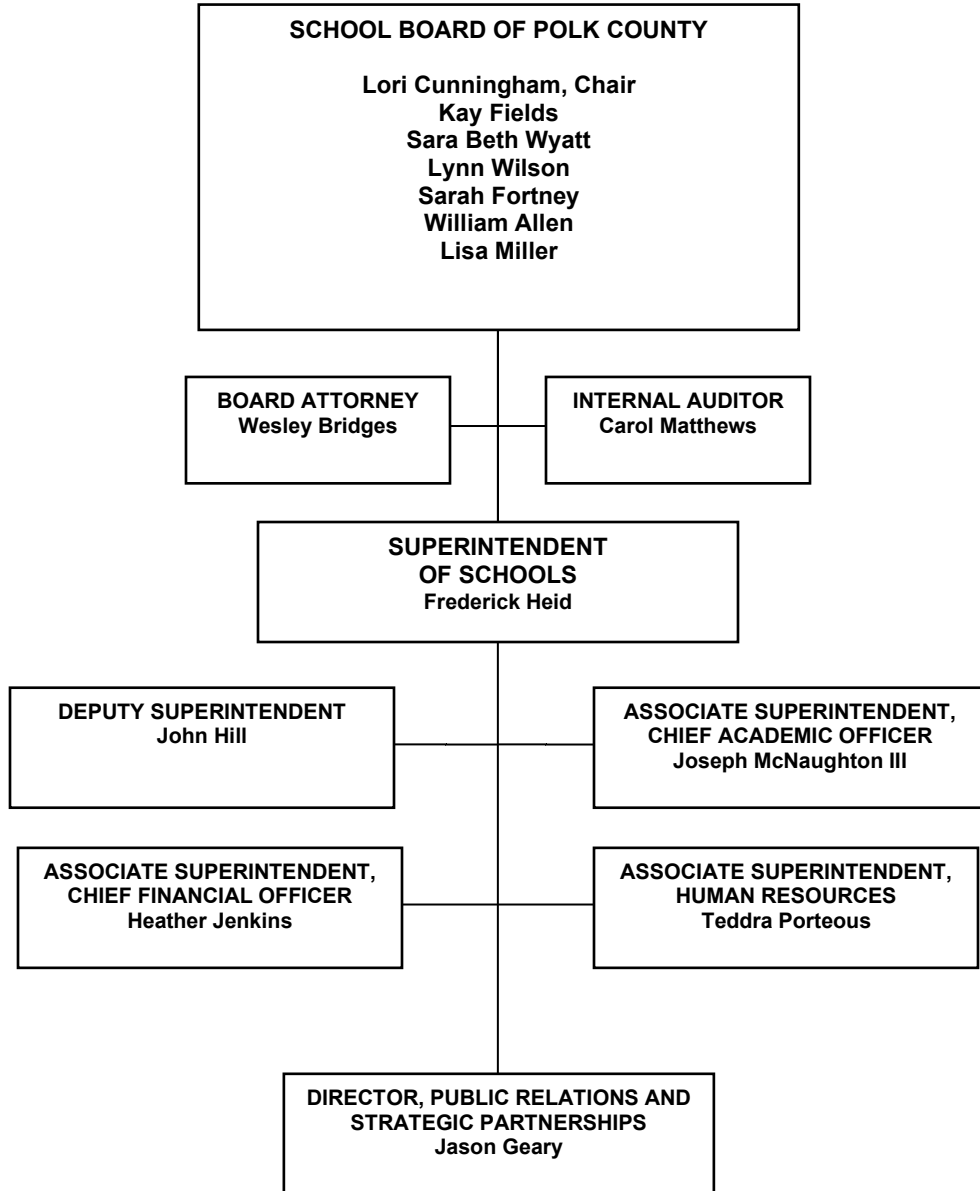 SCHOOL BOARD OF POLK COUNTY
Lori Cunningham, Chair
Kay Fields
Sara Beth Wyatt
Lynn Wilson
Sarah Fortney
William Allen
Lisa Miller
BOARD ATTORNEY
Wesley Bridges
INTERNAL AUDITOR
Carol Matthews
SUPERINTENDENT
OF SCHOOLS
Frederick Heid
DEPUTY SUPERINTENDENT
John Hill
ASSOCIATE SUPERINTENDENT,
CHIEF ACADEMIC OFFICER
Joseph McNaughton III
ASSOCIATE SUPERINTENDENT,
CHIEF FINANCIAL OFFICER
Heather Jenkins
ASSOCIATE SUPERINTENDENT,
HUMAN RESOURCES
Teddra Porteous
DIRECTOR, PUBLIC RELATIONS AND
STRATEGIC PARTNERSHIPS
Jason Geary